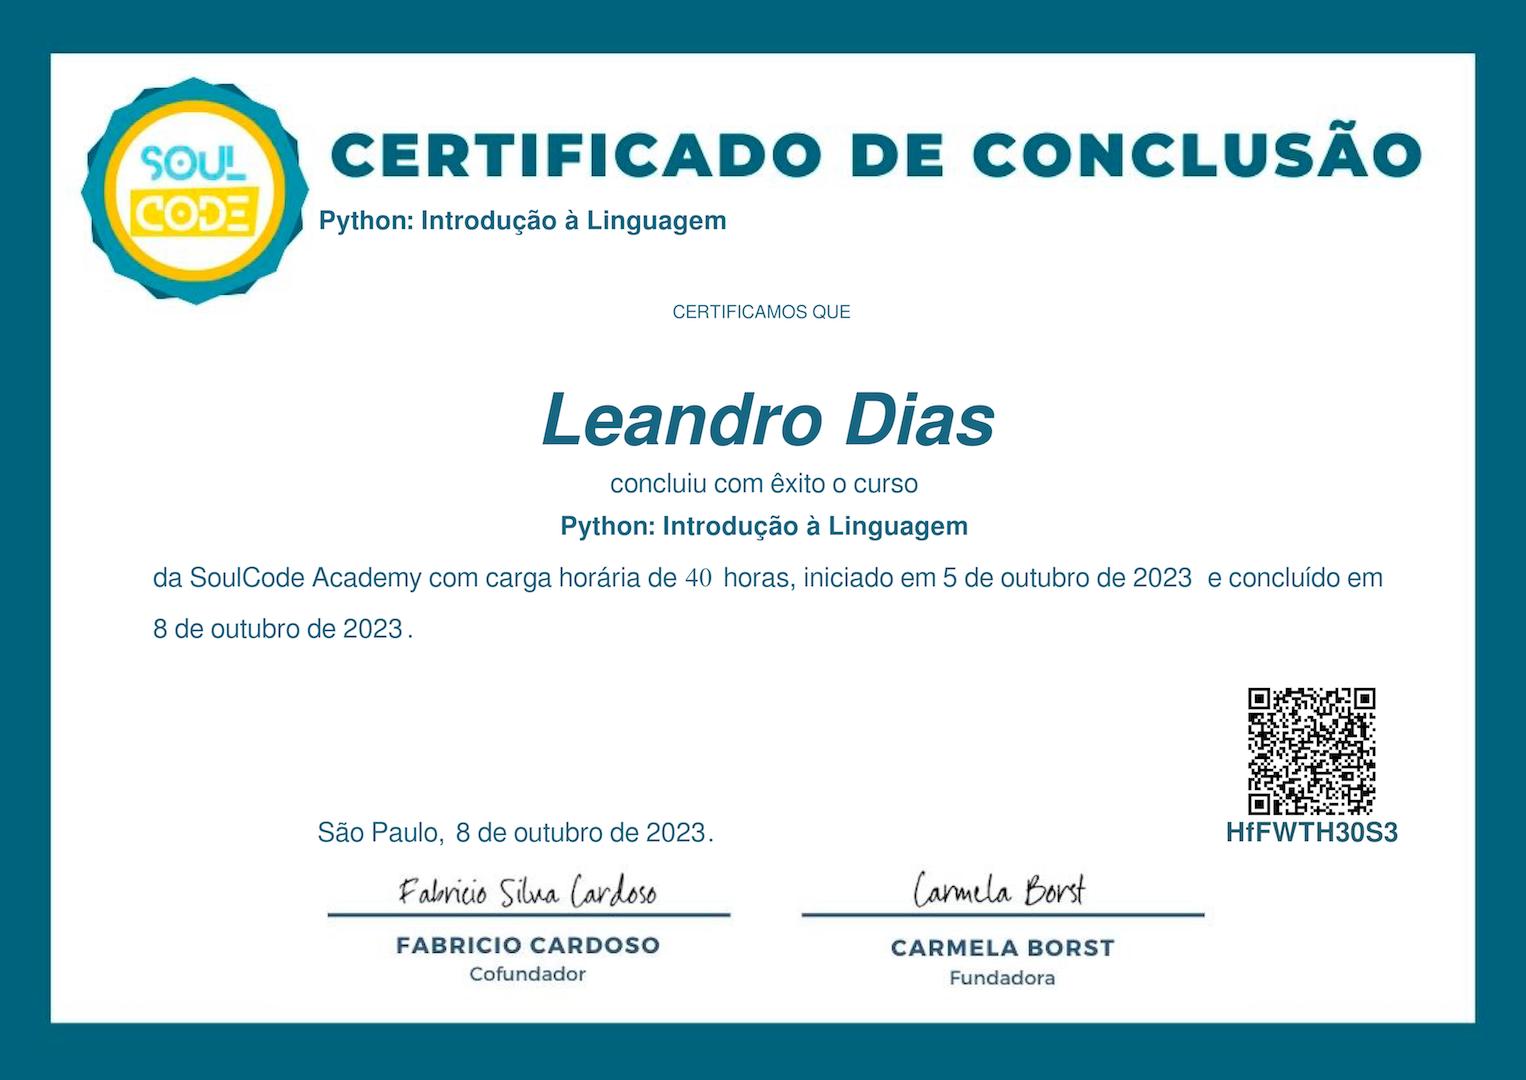 SOUL
CODE
CERTIFICADO DE CONCLUSÃO
Python: Introdução à Linguagem
CERTIFICAMOS QUE
Leandro Dias
concluiu com êxito o curso
Python: Introdução à Linguagem
da SoulCode Academy com carga horária de 40 horas, iniciado em 5 de outubro de 2023 e concluído em
8 de outubro de 2023.
São Paulo, 8 de outubro de 2023.
HfFWTH30S3
Fabricio Silva Cardoso
Carmela Borst
FABRICIO CARDOSO
CARMELA BORST
Cofundador
Fundadora